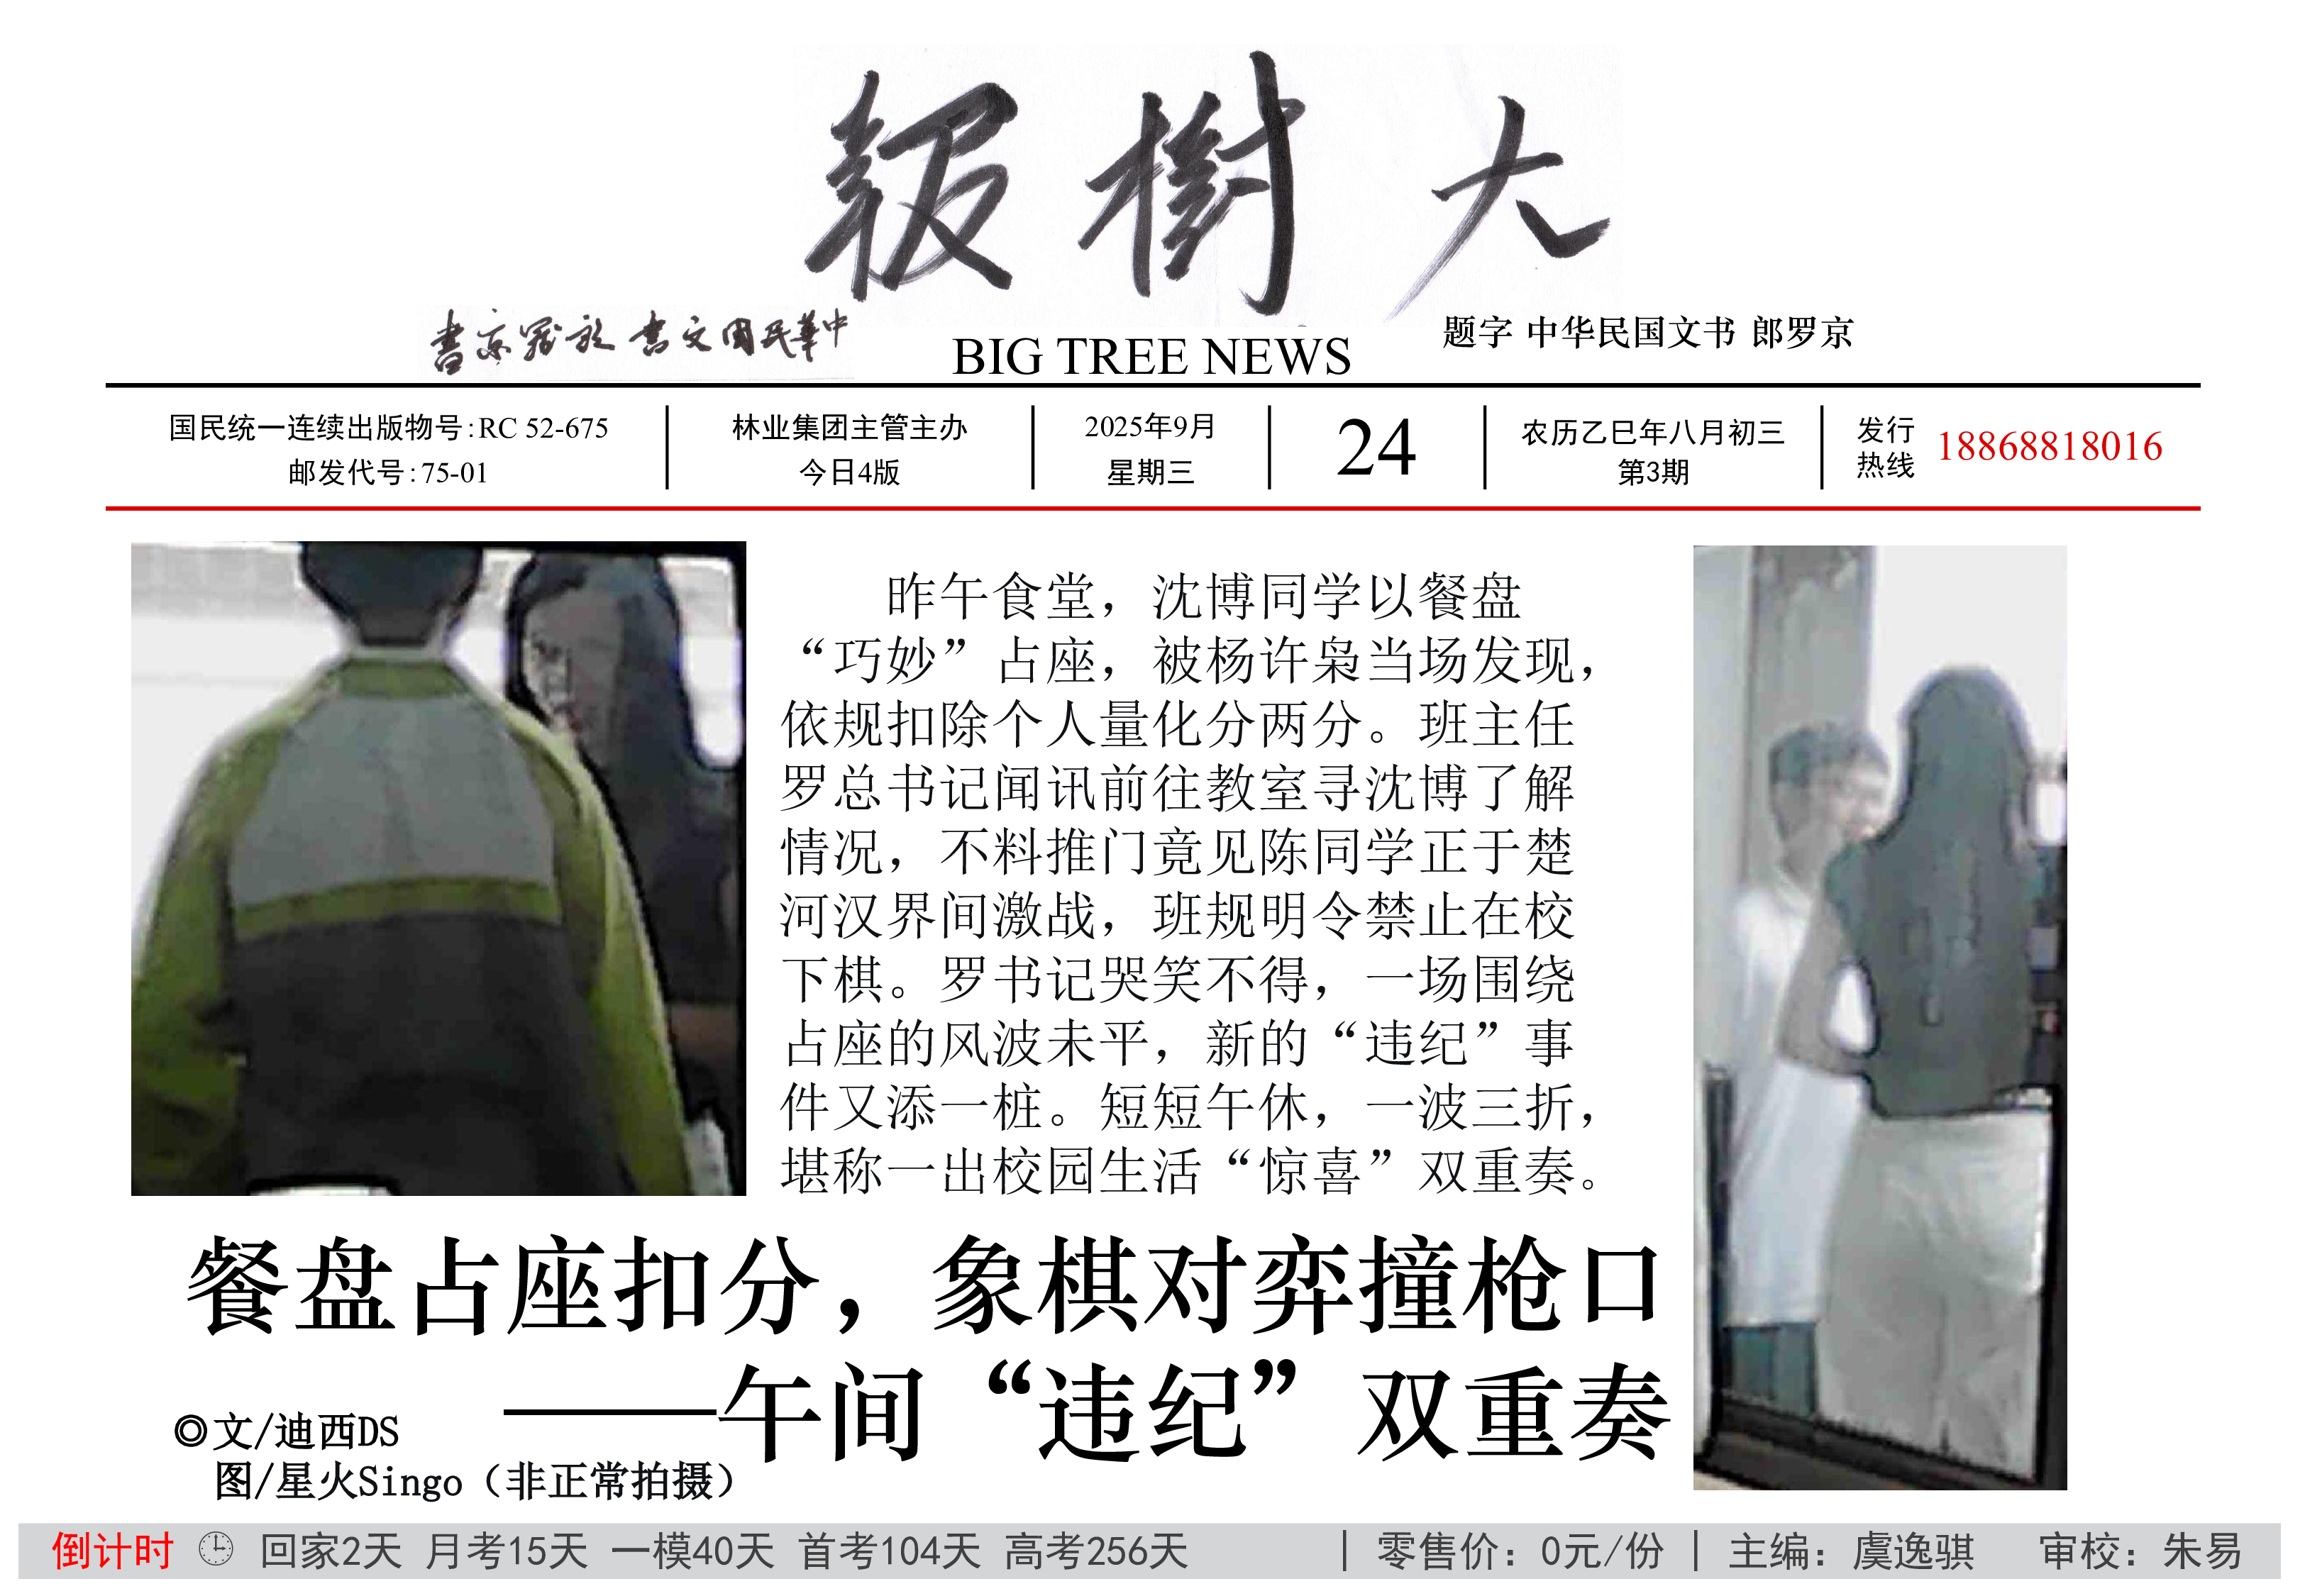 大樹報
中華民國文書 郎羅京書
BIG TREE NEWS
题字 中华民国文书 郎罗京
国民统一连续出版物号:RC 52-675
邮发代号:75-01
林业集团主管主办
今日4版
2025年9月
星期三
24
农历乙巳年八月初三
第3期
发行
热线
18868818016
昨午食堂，沈博同学以餐盘
“巧妙”占座，被杨许枭当场发现，
依规扣除个人量化分两分。班主任
罗总书记闻讯前往教室寻沈博了解
情况，不料推门竟见陈同学正于楚
河汉界间激战，班规明令禁止在校
下棋。罗书记哭笑不得，一场围绕
占座的风波未平，新的“违纪”事
件又添一桩。短短午休，一波三折，
堪称一出校园生活“惊喜”双重奏。
餐盘占座扣分，象棋对弈撞枪口
——午间“违纪”双重奏
◎文/迪西DS
图/星火Singo（非正常拍摄）
倒计时 回家2天 月考15天 一模40天 首考104天 高考256天 | 零售价：0元/份 | 主编：虞逸骐 审校：朱易